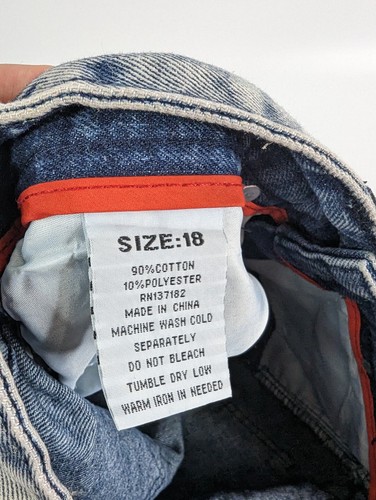 SIZE:18
90%COTTON
10%POLYESTER
RN137182
MADE IN CHINA
MACHINE WASH COLD
SEPARATELY
DO NOT BLEACH
TUMBLE DRY LOW
WARM IRON IN NEEDED